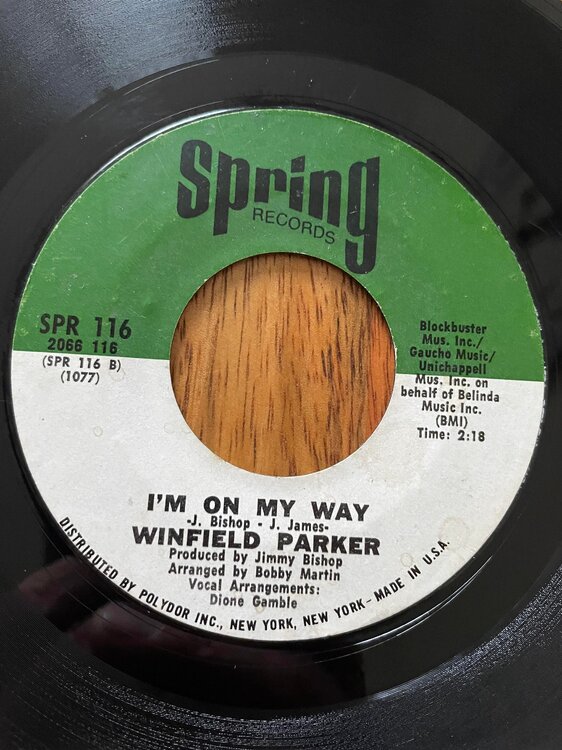 Spring
RECORDS
SPR 116
2066 116
(SPR 116 B)
(1077)
Blockbuster
Mus. Inc./
Gaucho Music/
Unichappell
Mus. Inc. on
behalf of Belinda
Music Inc.
(BMI)
Time: 2:18
I'M ON MY WAY
-J. Bishop - J. James-
WINFIELD PARKER
Produced by Jimmy Bishop
Arranged by Bobby Martin
Vocal Arrangements:
Dione Gamble
DISTRIBUTED BY POLYDOR INC., NEW YORK, NEW YORK - MADE IN U.S.A.